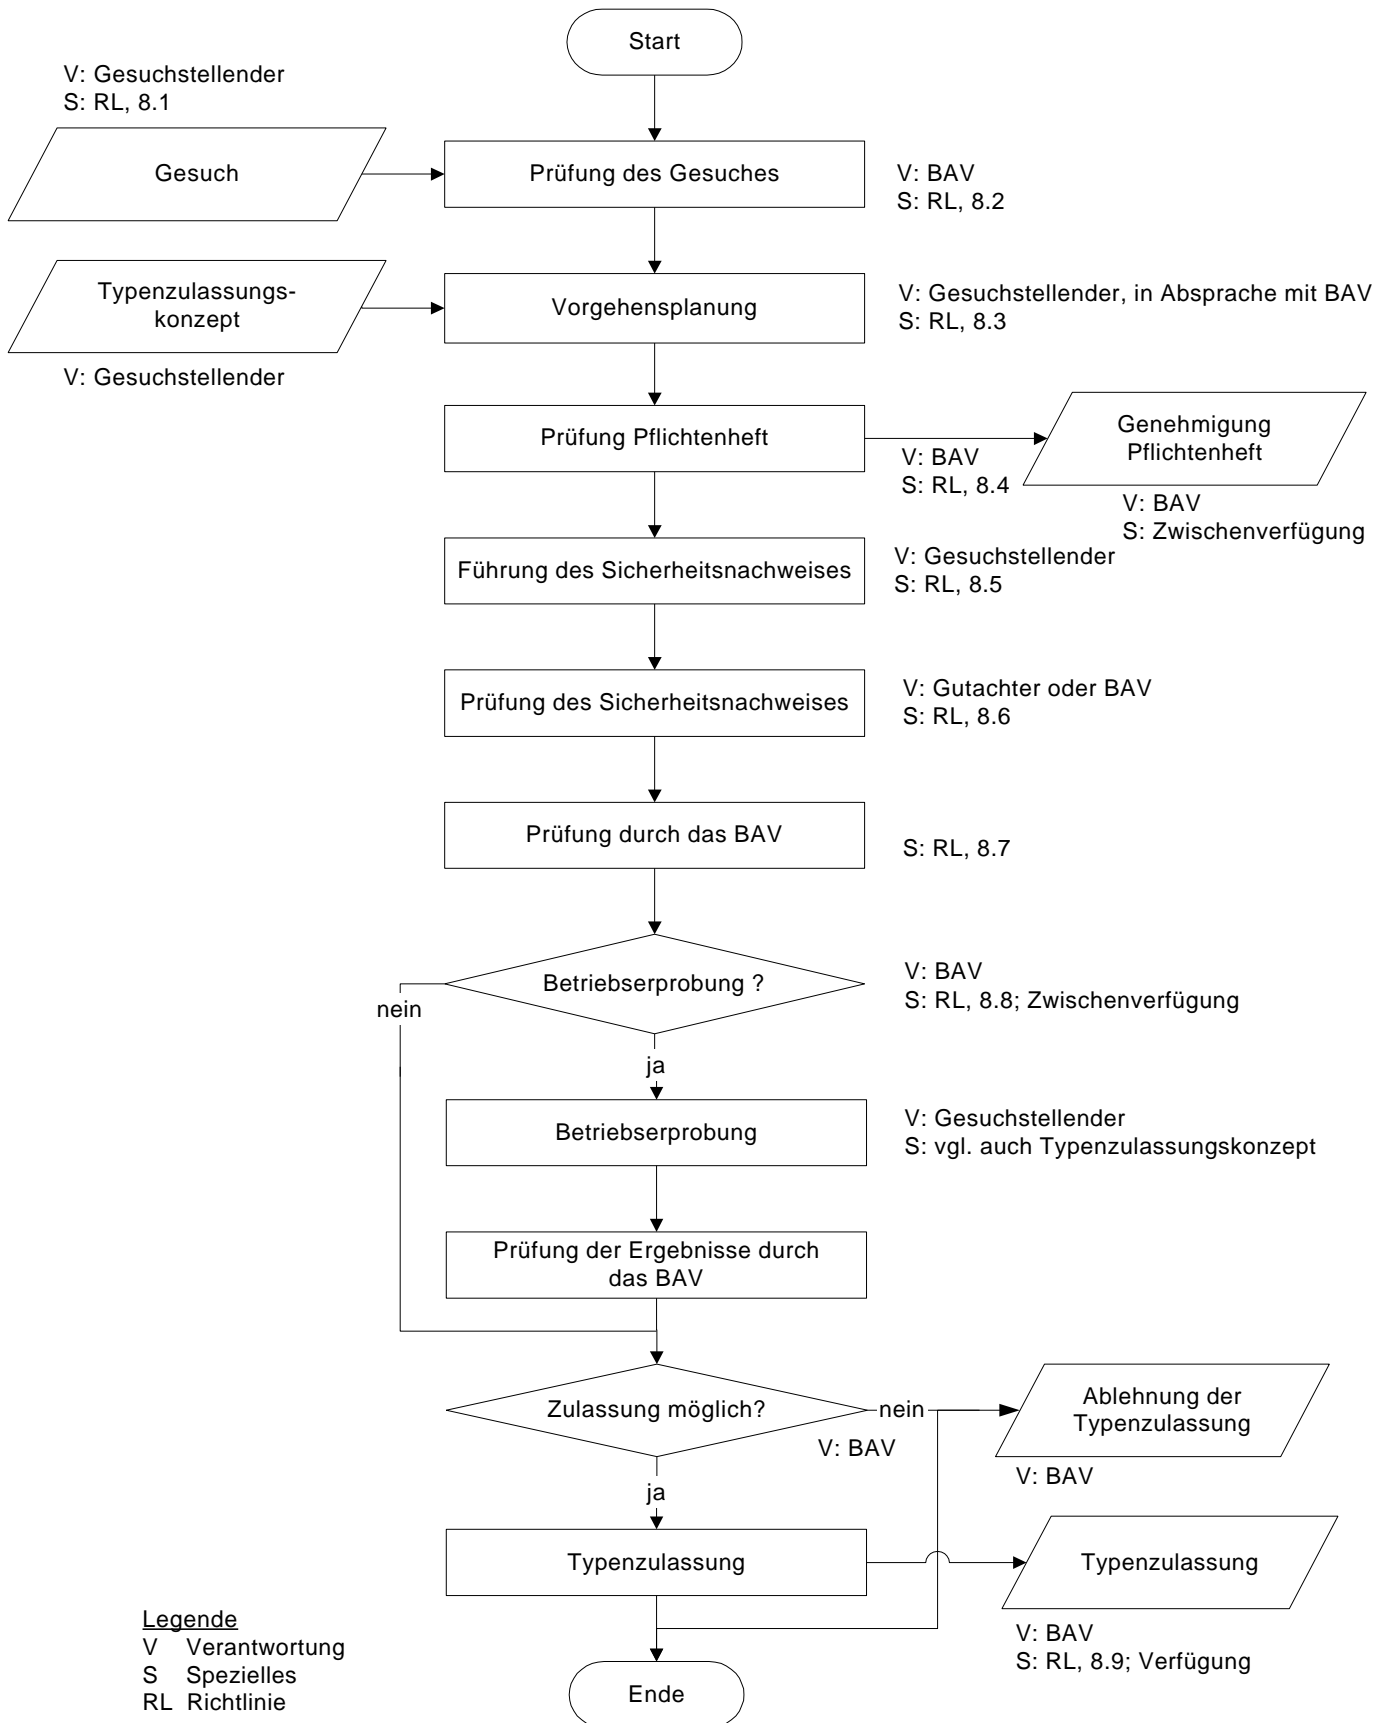 Start
V: Gesuchstellender
S: RL, 8.1
Gesuch
Prüfung des Gesuches
V: BAV
S: RL, 8.2
Typenzulassungs-
konzept
V: Gesuchstellender
Vorgehensplanung
V: Gesuchstellender, in Absprache mit BAV
S: RL, 8.3
Prüfung Pflichtenheft
V: BAV
S: RL, 8.4
Genehmigung
Pflichtenheft
V: BAV
S: Zwischenverfügung
Führung des Sicherheitsnachweises
V: Gesuchstellender
S: RL, 8.5
Prüfung des Sicherheitsnachweises
V: Gutachter oder BAV
S: RL, 8.6
Prüfung durch das BAV
S: RL, 8.7
Betriebserprobung ?
V: BAV
S: RL, 8.8; Zwischenverfügung
nein
ja
Betriebserprobung
V: Gesuchstellender
S: vgl. auch Typenzulassungskonzept
Prüfung der Ergebnisse durch
das BAV
Zulassung möglich?
nein
V: BAV
Ablehnung der
Typenzulassung
V: BAV
ja
Typenzulassung
Typenzulassung
V: BAV
S: RL, 8.9; Verfügung
Ende
Legende
V Verantwortung
S Spezielles
RL Richtlinie